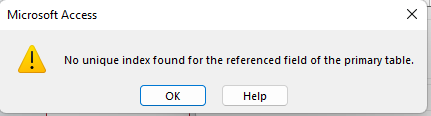 Microsoft Access
No unique index found for the referenced field of the primary table.
OK
Help